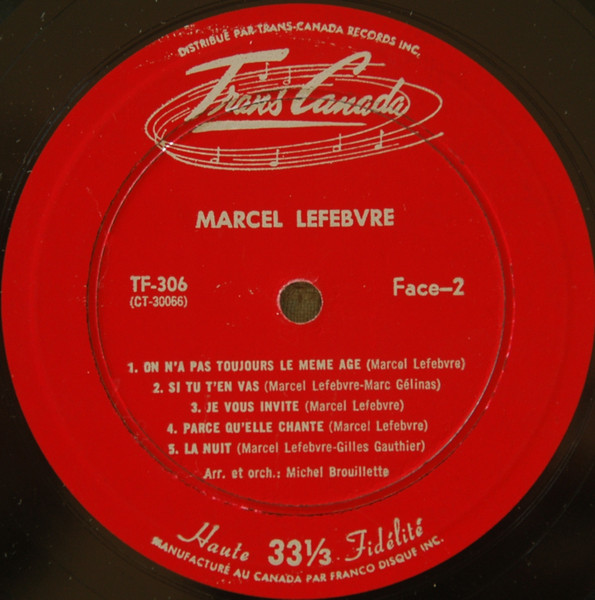 DISTRIBUÉ PAR TRANS-CANADA RECORDS INC.
Trans Canada
MARCEL LEFEBVRE
TF-306
(CT-30066)
Face-2
1. ON N'A PAS TOUJOURS LE MEME AGE (Marcel Lefebvre)
2. SI TU T'EN VAS (Marcel Lefebvre-Marc Gélinas)
3. JE VOUS INVITE (Marcel Lefebvre)
4. PARCE QU'ELLE CHANTE (Marcel Lefebvre)
5. LA NUIT (Marcel Lefebvre-Gilles Gauthier)
Arr. et orch.: Michel Brouillette
Haute 33⅓ Fidélité
MANUFACTURÉ AU CANADA PAR FRANCO DISQUE INC.